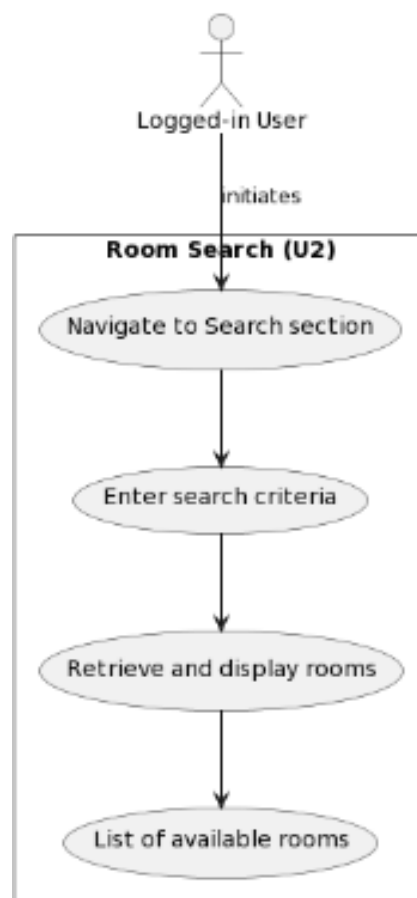 Logged-in User
initiates
Room Search (U2)
Navigate to Search section
Enter search criteria
Retrieve and display rooms
List of available rooms